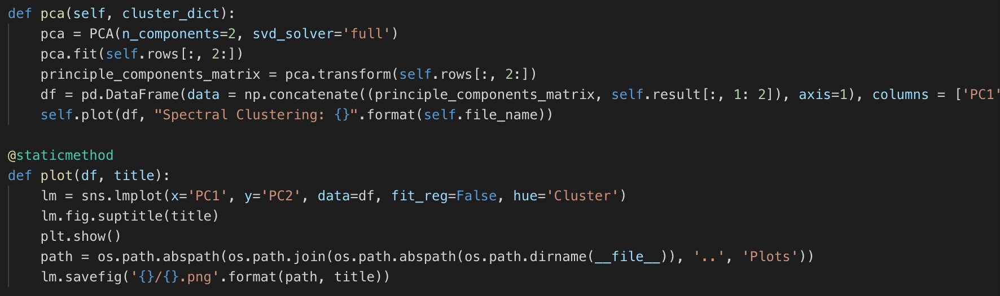 def pca(self, cluster_dict):
    pca = PCA(n_components=2, svd_solver='full')
    pca.fit(self.rows[:, 2:])
    principle_components_matrix = pca.transform(self.rows[:, 2:])
    df = pd.DataFrame(data = np.concatenate((principle_components_matrix, self.result[:, 1: 2]), axis=1), columns = ['PC1'
    self.plot(df, "Spectral Clustering: {}".format(self.file_name))

@staticmethod
def plot(df, title):
    lm = sns.lmplot(x='PC1', y='PC2', data=df, fit_reg=False, hue='Cluster')
    lm.fig.suptitle(title)
    plt.show()
    path = os.path.abspath(os.path.join(os.path.abspath(os.path.dirname(__file__)), '..', 'Plots'))
    lm.savefig('{}/{}.png'.format(path, title))